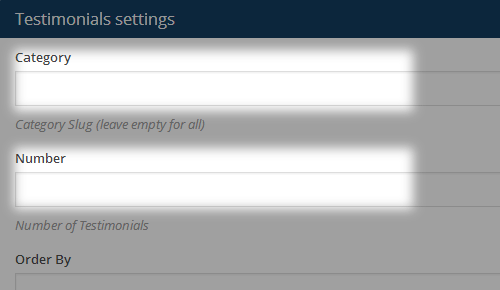 Testimonials settings
Category
Category Slug (leave empty for all)
Number
Number of Testimonials
Order By